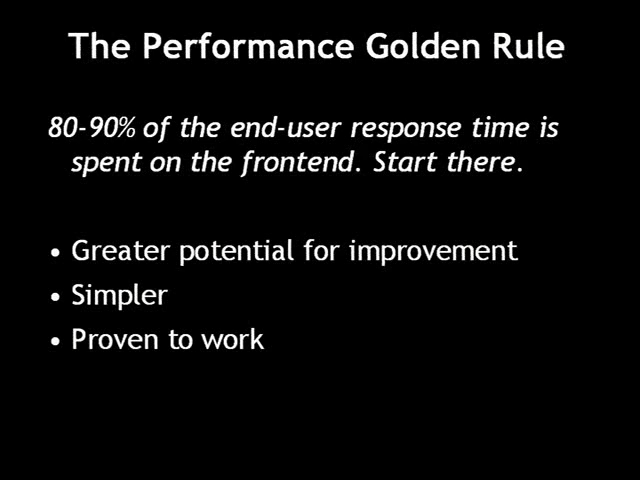 The Performance Golden Rule
80-90% of the end-user response time is
spent on the frontend. Start there.
• Greater potential for improvement
• Simpler
• Proven to work